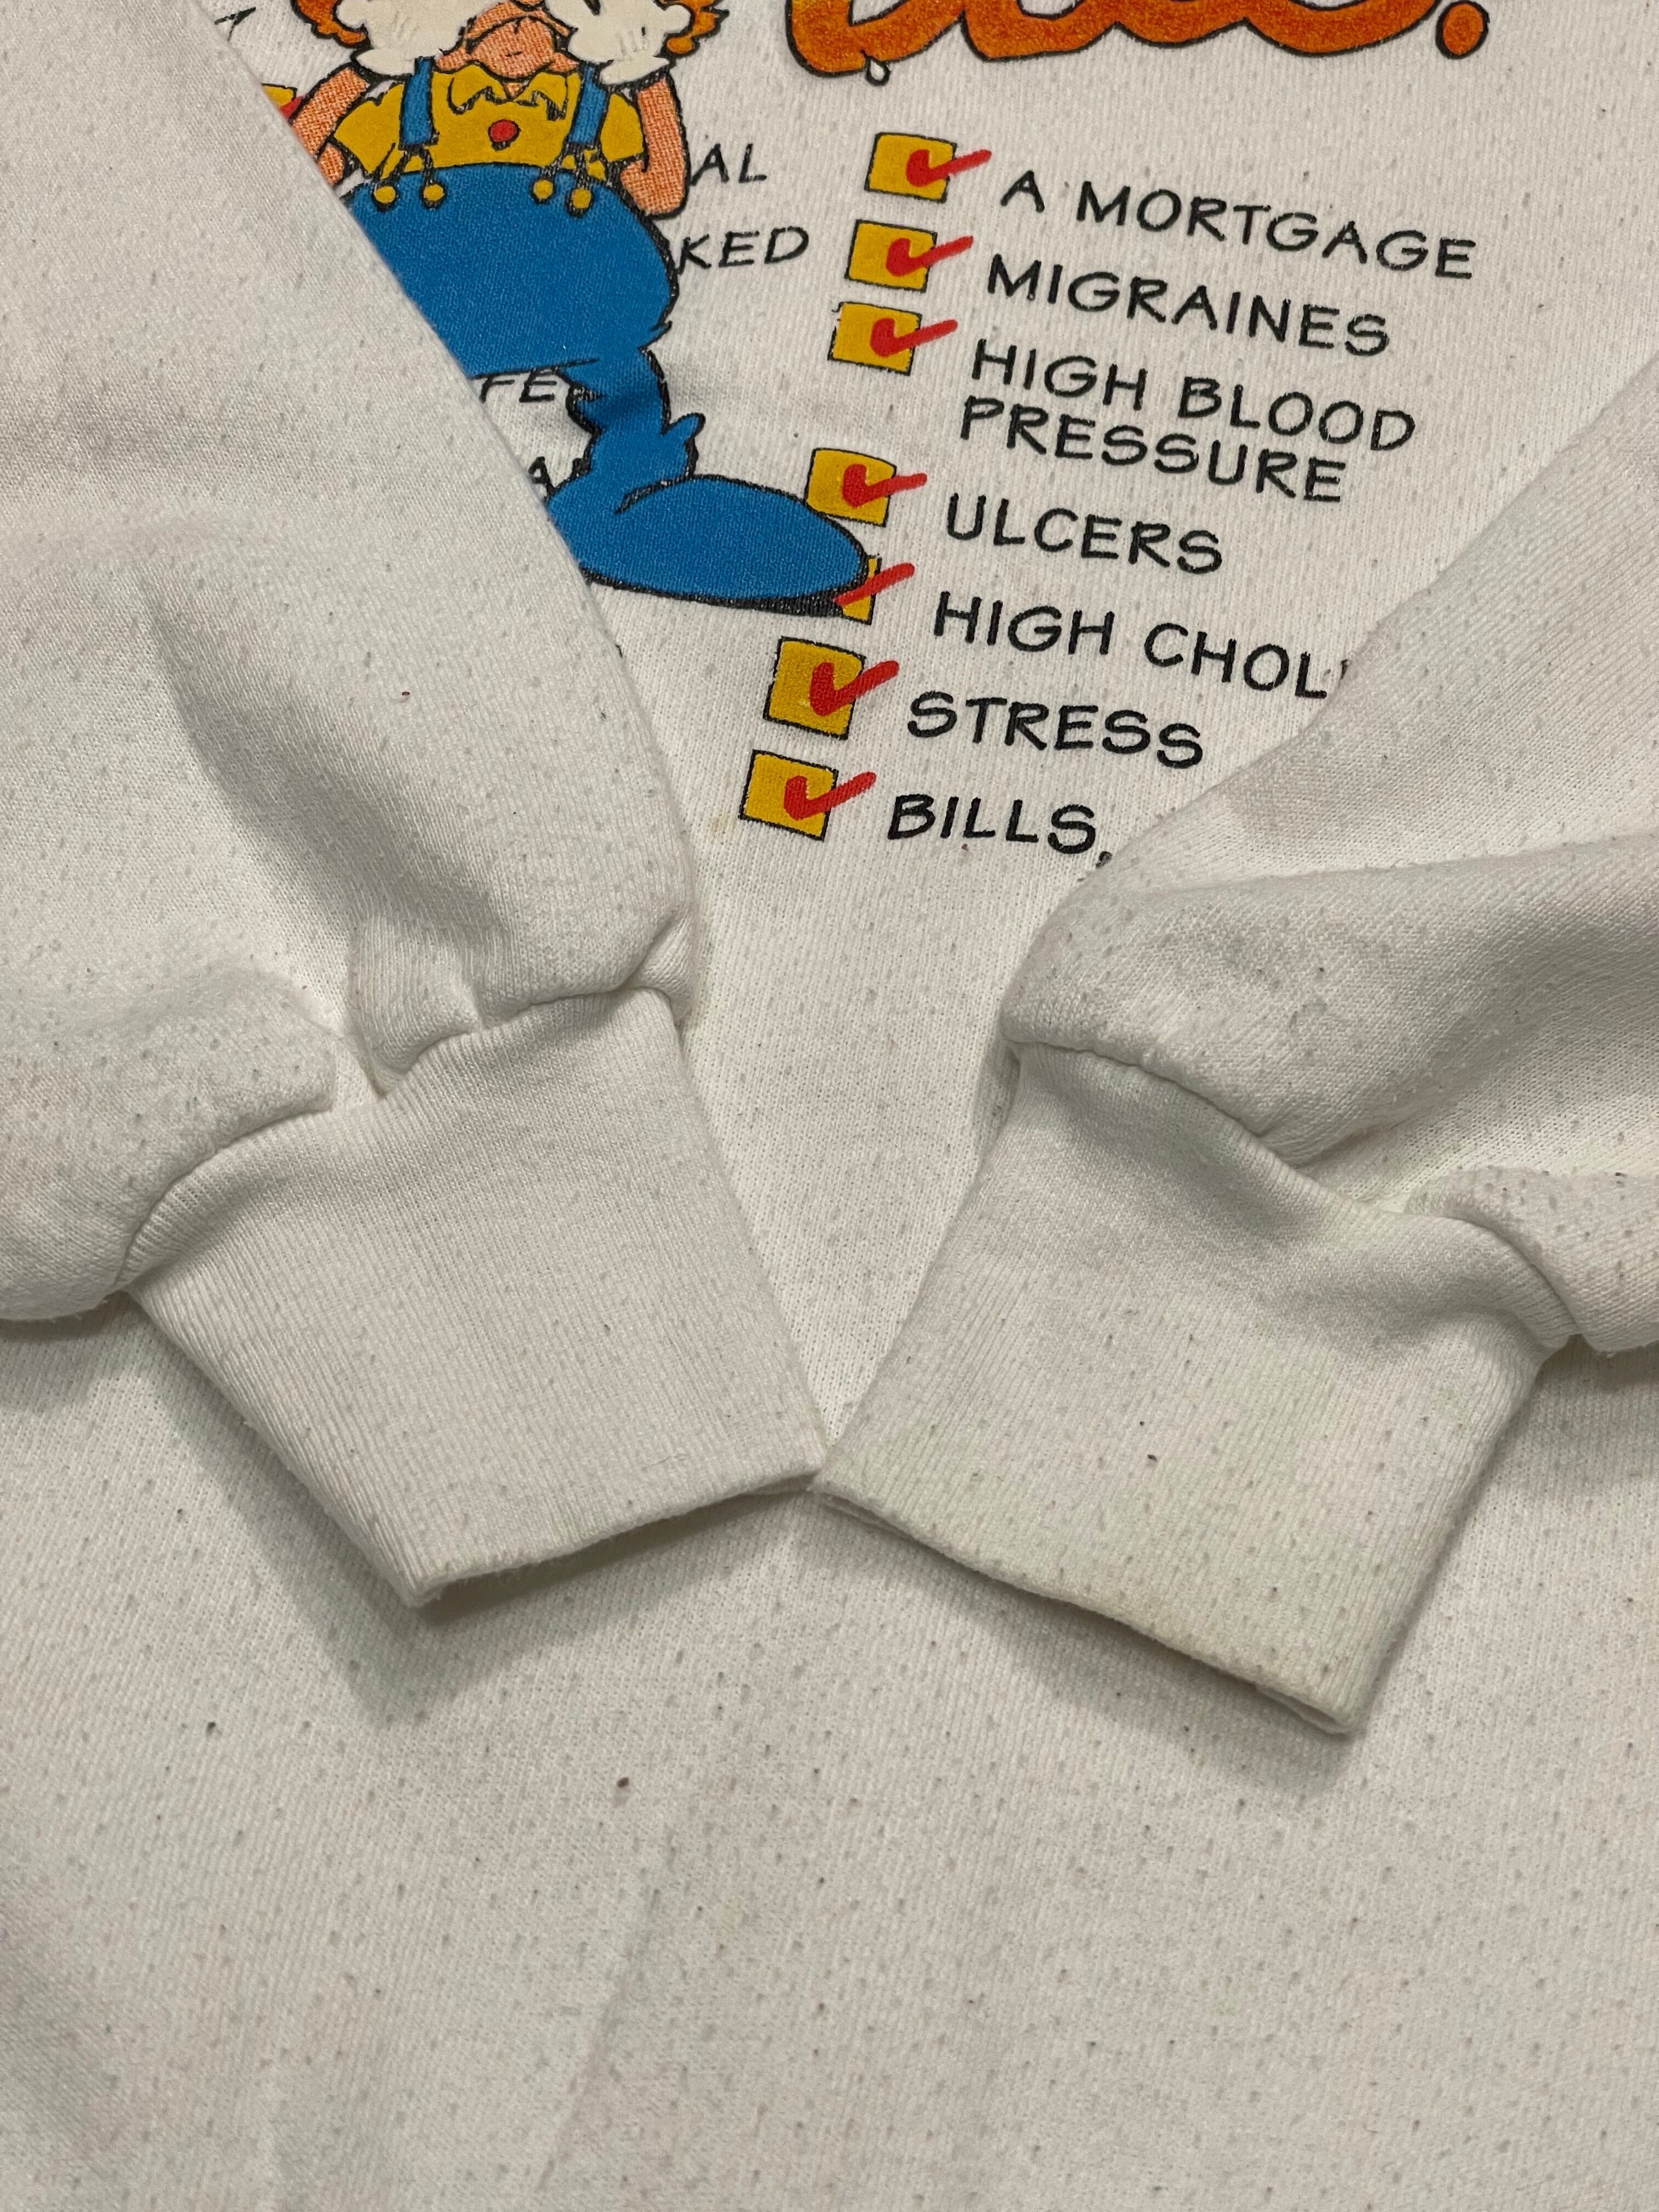 A MORTGAGE
MIGRAINES
HIGH BLOOD
PRESSURE
ULCERS
HIGH CHOL
STRESS
BILLS,